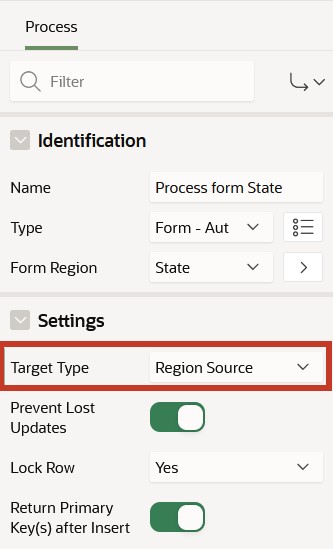 Process
Filter
Identification
Name Process form State
Type Form - Aut
Form Region State
Settings
Target Type Region Source
Prevent Lost
Updates
Lock Row Yes
Return Primary
Key(s) after Insert